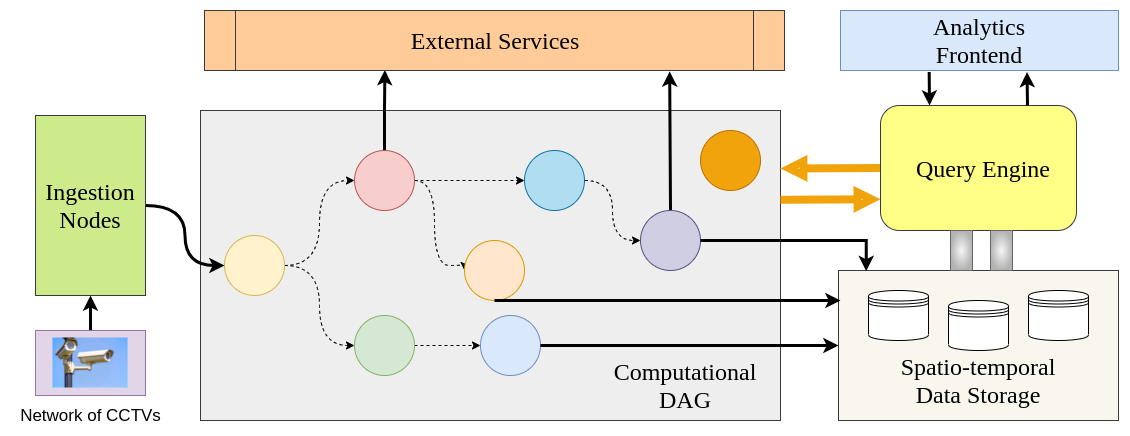 External Services
Analytics
Frontend
Ingestion
Nodes
Query Engine
Computational
DAG
Spatio-temporal
Data Storage
Network of CCTVs